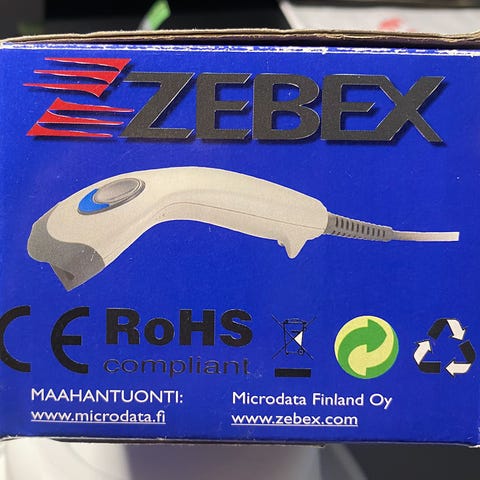 ZEBEX
CE RoHS
compliant
MAAHANTUONTI: Microdata Finland Oy
www.microdata.fi www.zebex.com